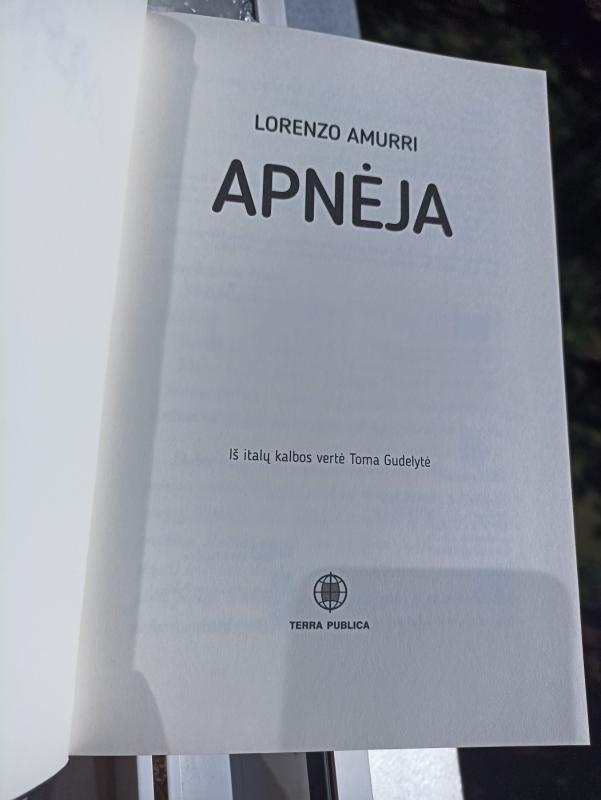 LORENZO AMURRI
APNĖJA
Iš italų kalbos vertė Toma Gudelytė
TERRA PUBLICA